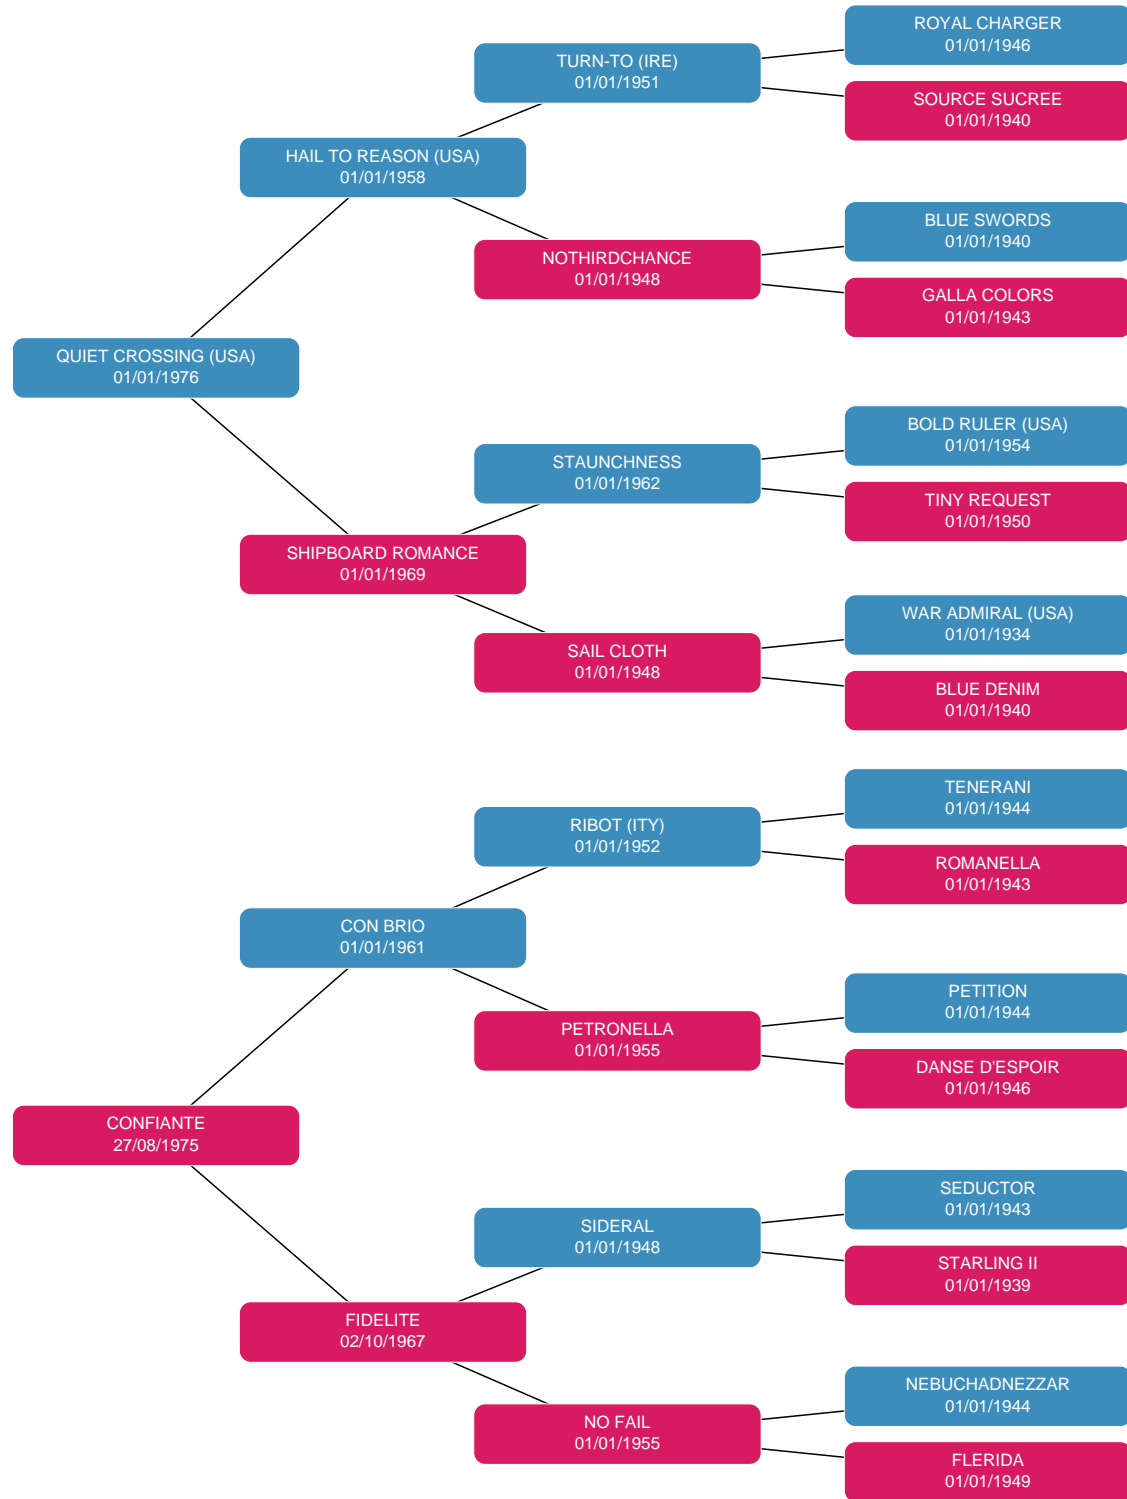 ROYAL CHARGER
01/01/1946
TURN-TO (IRE)
01/01/1951
SOURCE SUCREE
01/01/1940
HAIL TO REASON (USA)
01/01/1958
BLUE SWORDS
01/01/1940
NOTHIRDCHANCE
01/01/1948
GALLA COLORS
01/01/1943
QUIET CROSSING (USA)
01/01/1976
BOLD RULER (USA)
01/01/1954
STAUNCHNESS
01/01/1962
TINY REQUEST
01/01/1950
SHIPBOARD ROMANCE
01/01/1969
WAR ADMIRAL (USA)
01/01/1934
SAIL CLOTH
01/01/1948
BLUE DENIM
01/01/1940
TENERANI
01/01/1944
RIBOT (ITY)
01/01/1952
ROMANELLA
01/01/1943
CON BRIO
01/01/1961
PETITION
01/01/1944
PETRONELLA
01/01/1955
DANSE D'ESPOIR
01/01/1946
CONFIANTE
27/08/1975
SEDUCTOR
01/01/1943
SIDERAL
01/01/1948
STARLING II
01/01/1939
FIDELITE
02/10/1967
NEBUCHADNEZZAR
01/01/1944
NO FAIL
01/01/1955
FLERIDA
01/01/1949